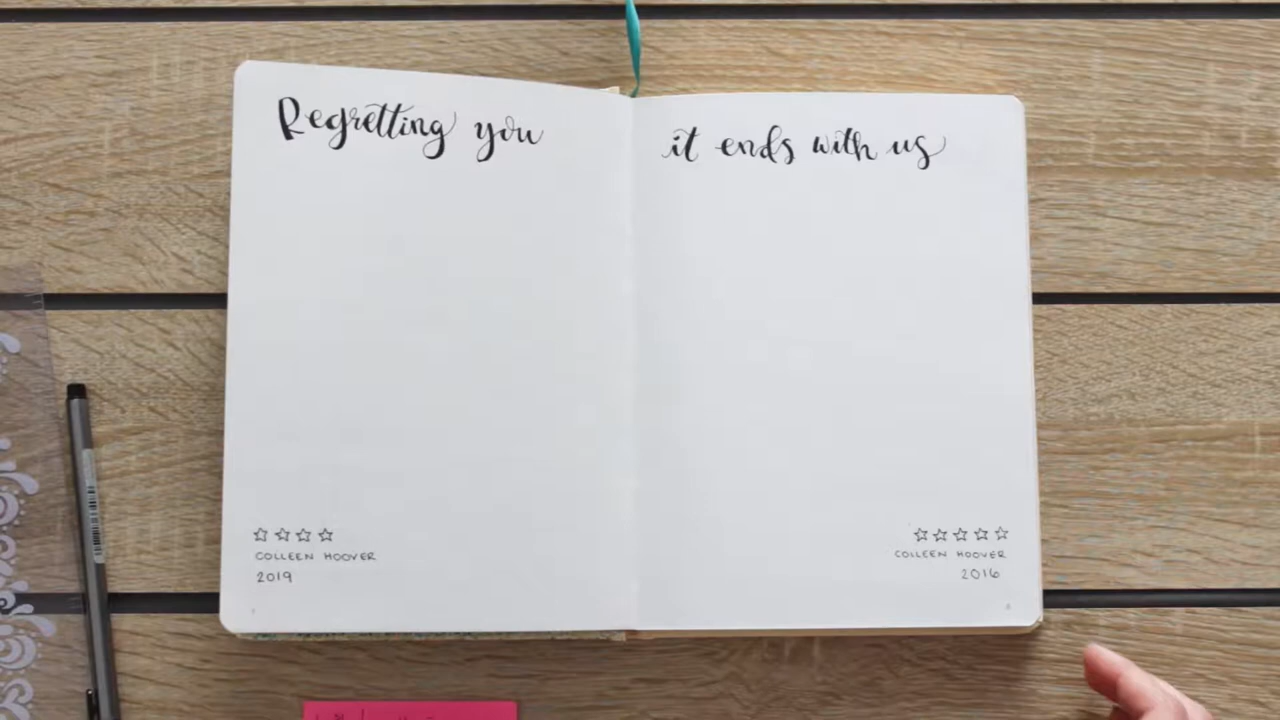 Regretting you
COLLEEN HOOVER
2019
it ends with us
COLLEEN HOOVER
2016